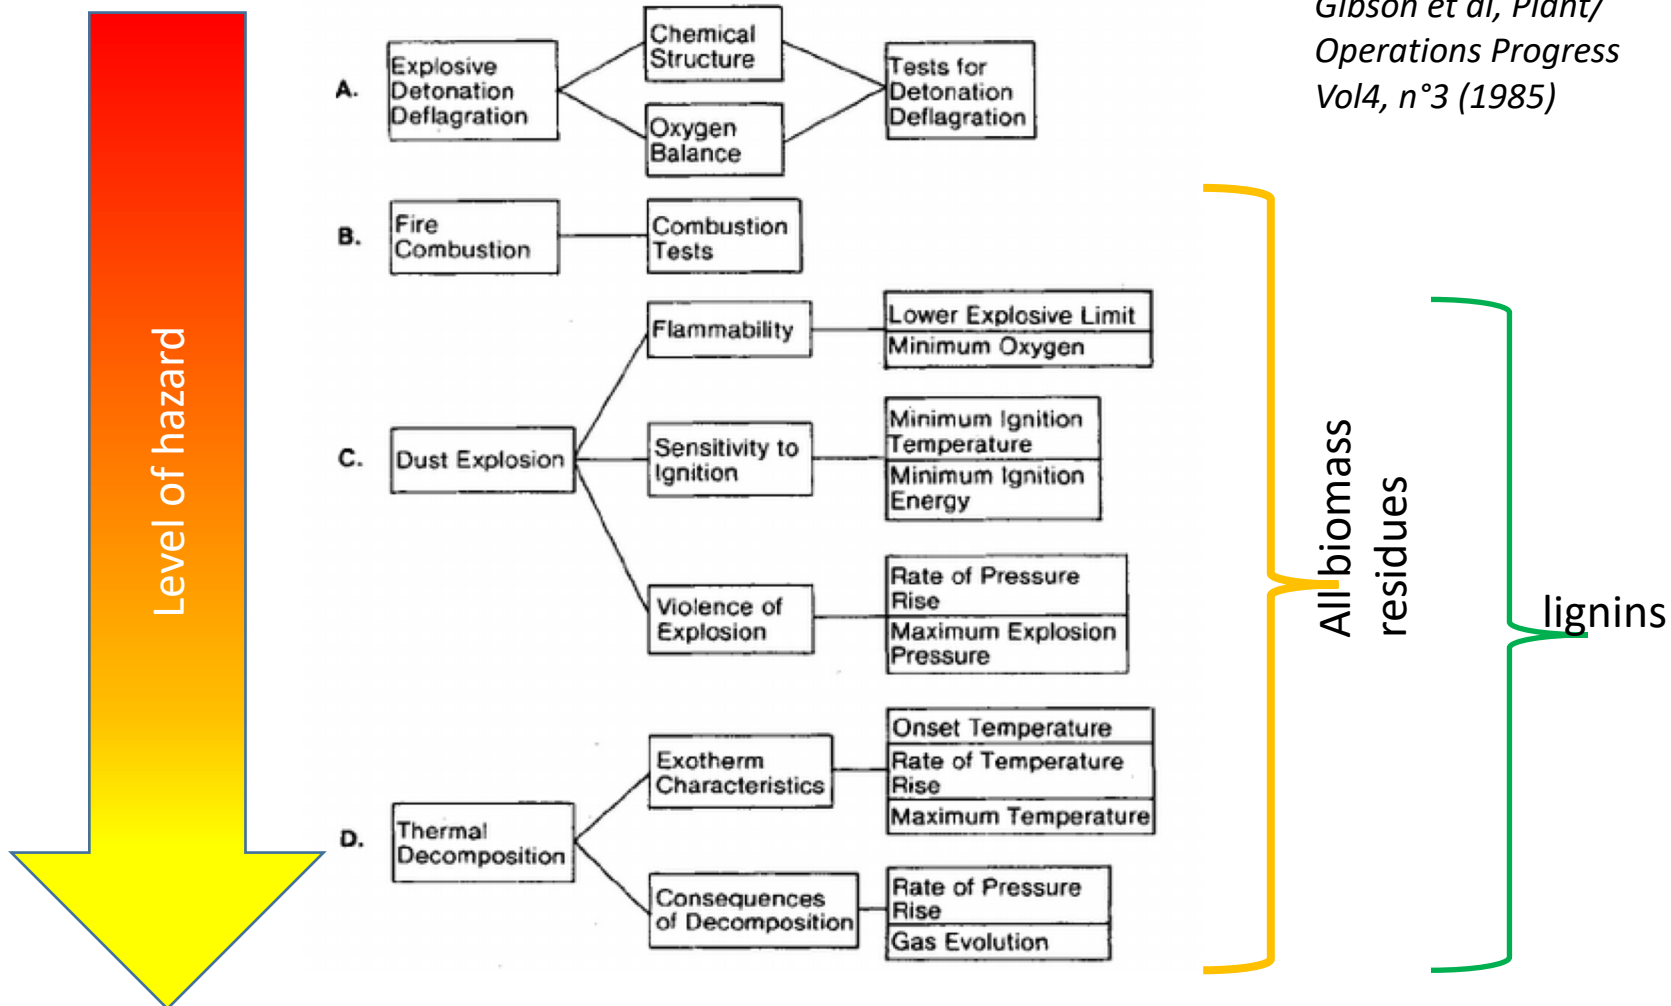 Gibson et al, Plant/
Operations Progress
Vol4, n°3 (1985)
Level of hazard
A.
Explosive
Detonation
Deflagration
Chemical
Structure
Oxygen
Balance
Tests for
Detonation
Deflagration
B.
Fire
Combustion
Combustion
Tests
C.
Dust Explosion
Flammability
Lower Explosive Limit
Minimum Oxygen
Sensitivity to
Ignition
Minimum Ignition
Temperature
Minimum Ignition
Energy
Violence of
Explosion
Rate of Pressure
Rise
Maximum Explosion
Pressure
D.
Thermal
Decomposition
Exotherm
Characteristics
Onset Temperature
Rate of Temperature
Rise
Maximum Temperature
Consequences
of Decomposition
Rate of Pressure
Rise
Gas Evolution
All biomass
residues
lignins